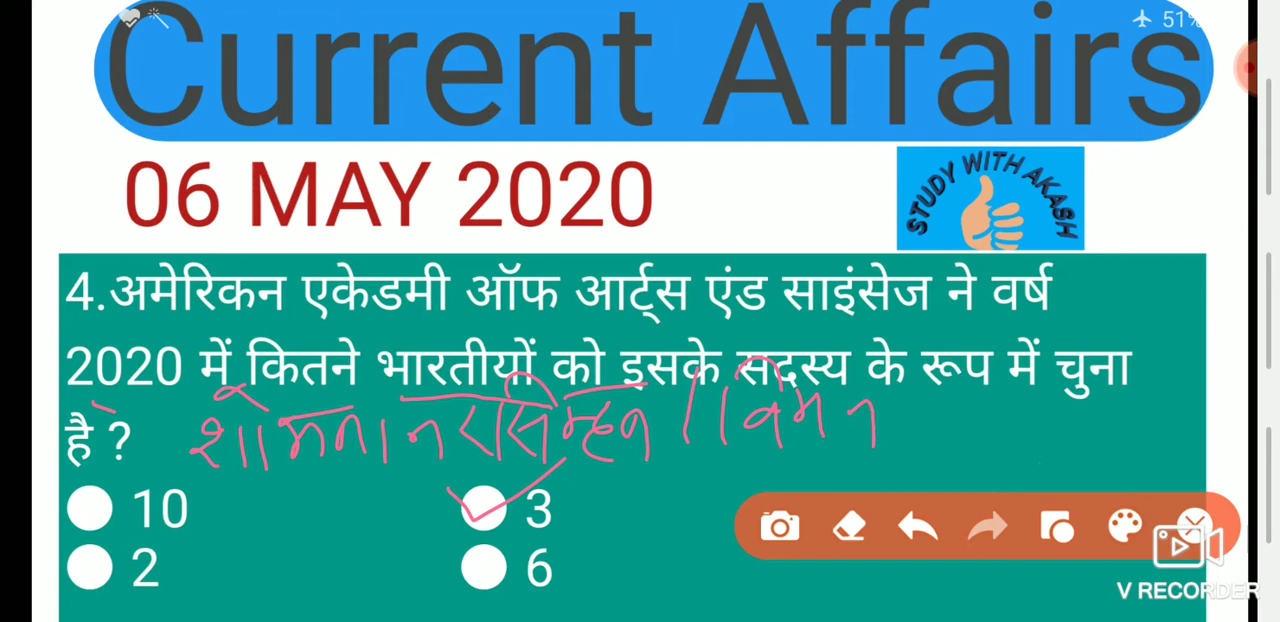 51%
Current Affairs
06 MAY 2020
STUDY WITH AKASH
4.अमेरिकन एकेडमी ऑफ आर्ट्स एंड साइंसेज ने वर्ष
2020 में कितने भारतीयों को इसके सदस्य के रूप में चुना
है ?
10
3
2
6
V RECORDER